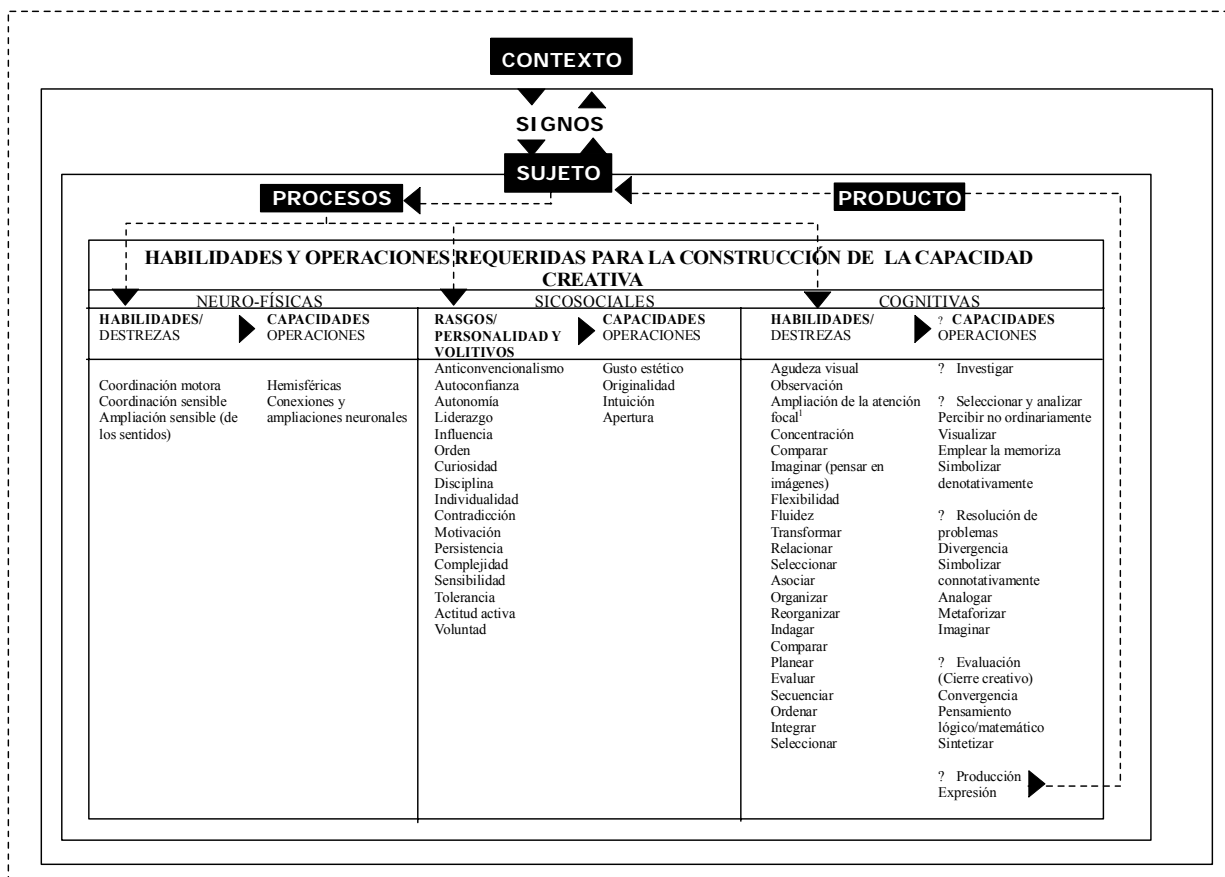 CONTEXTO
SIGNOS
SUJETO
PROCESOS
PRODUCTO
HABILIDADES Y OPERACIONES REQUERIDAS PARA LA CONSTRUCCIÓN DE LA CAPACIDAD
CREATIVA
NEURO-FÍSICAS
SICOSOCIALES
COGNITIVAS
HABILIDADES/
DESTREZAS
CAPACIDADES
OPERACIONES
RASGOS/
PERSONALIDAD Y
VOLITIVOS
CAPACIDADES
OPERACIONES
HABILIDADES/
DESTREZAS
? CAPACIDADES
OPERACIONES
Coordinación motora
Coordinación sensible
Ampliación sensible (de
los sentidos)
Hemisféricas
Conexiones y
ampliaciones neuronales
Anticonvencionalismo
Autoconfianza
Autonomía
Liderazgo
Influencia
Orden
Curiosidad
Disciplina
Individualidad
Contradicción
Motivación
Persistencia
Complejidad
Sensibilidad
Tolerancia
Actitud activa
Voluntad
Gusto estético
Originalidad
Intuición
Apertura
Agudeza visual
Observación
Ampliación de la atención
focal1
Concentración
Comparar
Imaginar (pensar en
imágenes)
Flexibilidad
Fluidez
Transformar
Relacionar
Seleccionar
Asociar
Organizar
Reorganizar
Indagar
Comparar
Planear
Evaluar
Secuenciar
Ordenar
Integrar
Seleccionar
? Investigar
? Seleccionar y analizar
Percibir no ordinariamente
Visualizar
Emplear la memoriza
Simbolizar
denotativamente
? Resolución de
problemas
Divergencia
Simbolizar
connotativamente
Analogar
Metaforizar
Imaginar
? Evaluación
(Cierre creativo)
Convergencia
Pensamiento
lógico/matemático
Sintetizar
? Producción
Expresión